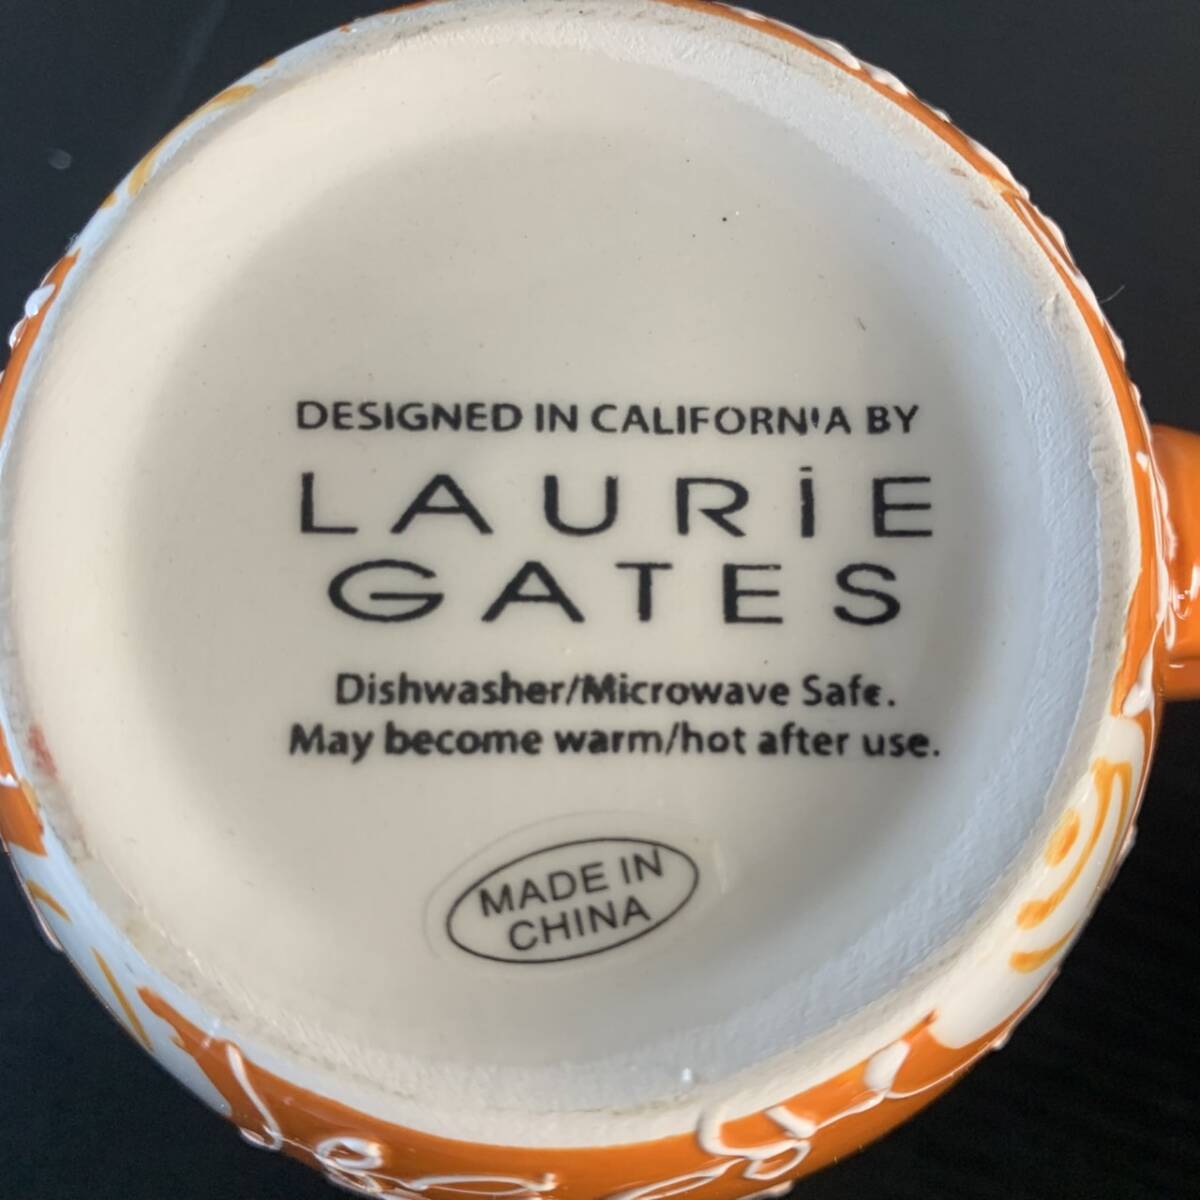 DESIGNED IN CALIFORNIA BY
LAURiE
GATES
Dishwasher/Microwave Safe.
May become warm/hot after use.
MADE IN
CHINA